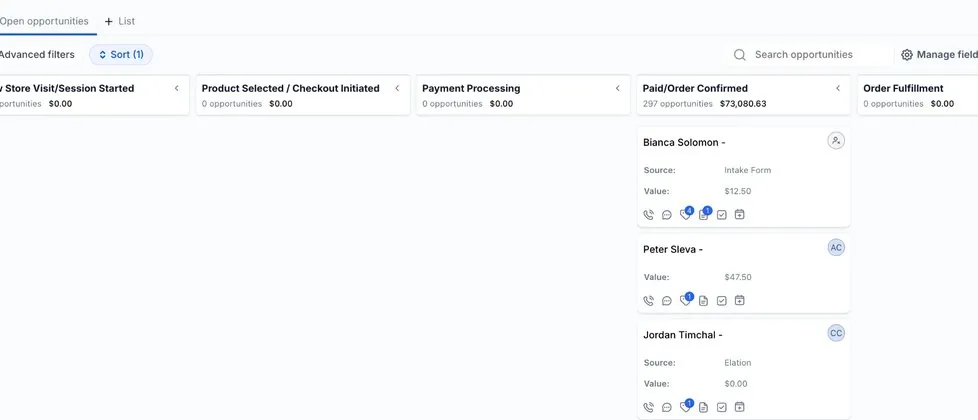 Open opportunities + List
Advanced filters Sort (1) Search opportunities Manage field
Store Visit/Session Started Product Selected / Checkout Initiated Payment Processing Paid/Order Confirmed Order Fulfillment
$0.00 0 opportunities $0.00 0 opportunities $0.00 297 opportunities $73,080.63 0 opportunities $0.00
Bianca Solomon -
Source: Intake Form
Value: $12.50
4 1
Peter Sleva - AC
Value: $47.50
1
Jordan Timchal - CC
Source: Elation
Value: $0.00
1